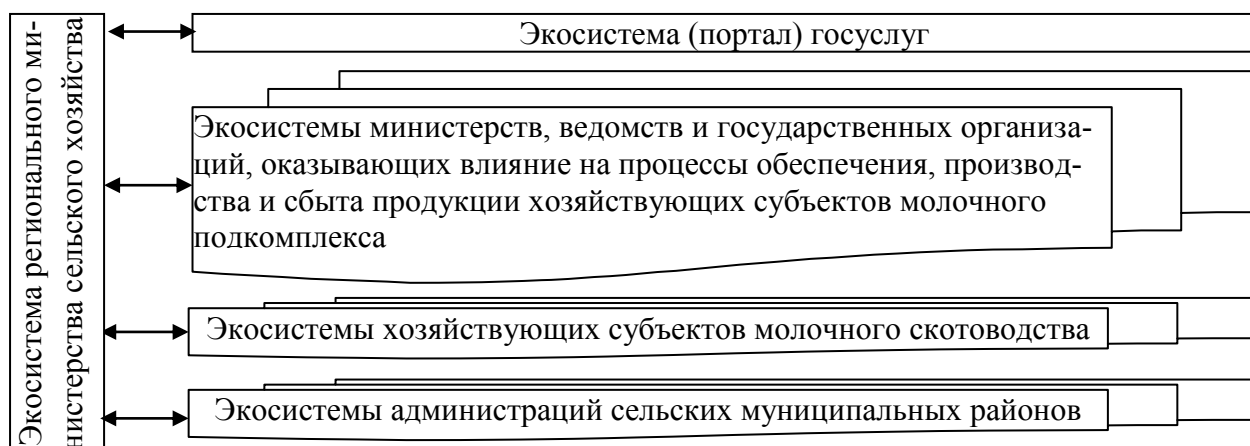 Экосистема регионального ми-
нистерства сельского хозяйства
Экосистема (портал) госуслуг
Экосистемы министерств, ведомств и государственных организа-
ций, оказывающих влияние на процессы обеспечения, производ-
ства и сбыта продукции хозяйствующих субъектов молочного
подкомплекса
Экосистемы хозяйствующих субъектов молочного скотоводства
Экосистемы администраций сельских муниципальных районов